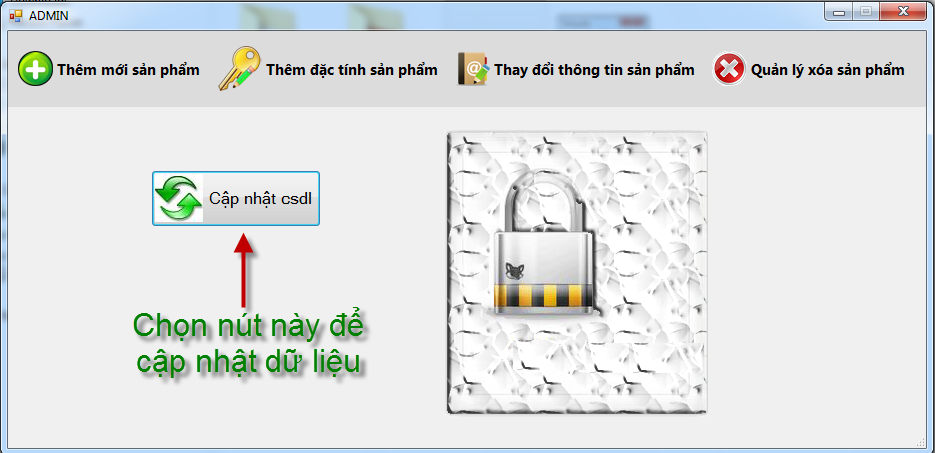 ADMIN
Thêm mới sản phẩm
Thêm đặc tính sản phẩm
Thay đổi thông tin sản phẩm
Quản lý xóa sản phẩm
Cập nhật csdl
Chọn nút này để
cập nhật dữ liệu